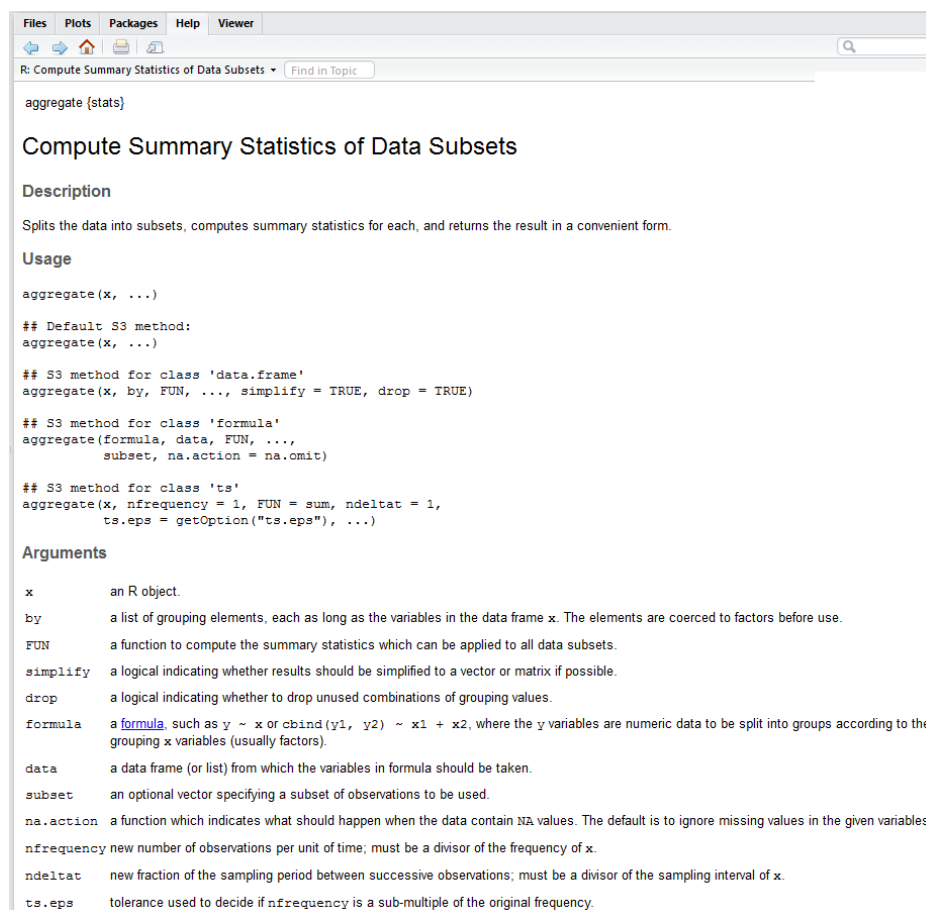 Files Plots Packages Help Viewer
R: Compute Summary Statistics of Data Subsets Find in Topic
aggregate {stats}
Compute Summary Statistics of Data Subsets
Description
Splits the data into subsets, computes summary statistics for each, and returns the result in a convenient form.
Usage
aggregate(x, ...)
## Default S3 method:
aggregate(x, ...)
## S3 method for class 'data.frame'
aggregate(x, by, FUN, ..., simplify = TRUE, drop = TRUE)
## S3 method for class 'formula'
aggregate(formula, data, FUN, ...,
subset, na.action = na.omit)
## S3 method for class 'ts'
aggregate(x, nfrequency = 1, FUN = sum, ndeltat = 1,
ts.eps = getOption("ts.eps"), ...)
Arguments
x an R object.
by a list of grouping elements, each as long as the variables in the data frame x. The elements are coerced to factors before use.
FUN a function to compute the summary statistics which can be applied to all data subsets.
simplify a logical indicating whether results should be simplified to a vector or matrix if possible.
drop a logical indicating whether to drop unused combinations of grouping values.
formula a formula, such as y ~ x or cbind(y1, y2) ~ x1 + x2, where the y variables are numeric data to be split into groups according to the
grouping x variables (usually factors).
data a data frame (or list) from which the variables in formula should be taken.
subset an optional vector specifying a subset of observations to be used.
na.action a function which indicates what should happen when the data contain NA values. The default is to ignore missing values in the given variables
nfrequency new number of observations per unit of time; must be a divisor of the frequency of x.
ndeltat new fraction of the sampling period between successive observations; must be a divisor of the sampling interval of x.
ts.eps tolerance used to decide if nfrequency is a sub-multiple of the original frequency.